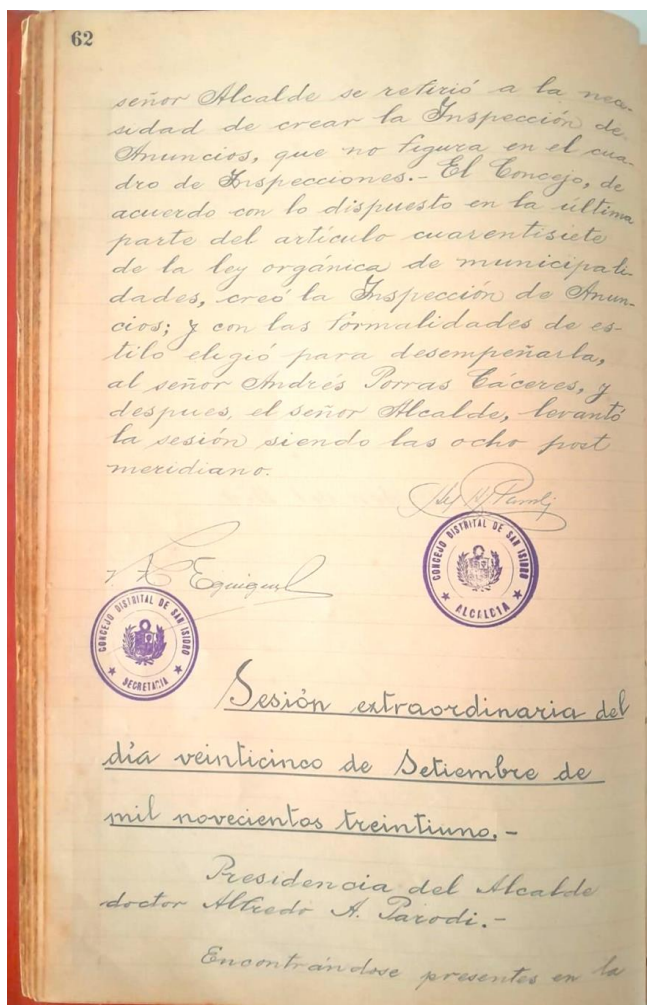 62
señor Alcalde se refirió a la nece-
sidad de crear la Inspección de
Anuncios, que no figura en el cua-
dro de Inspecciones.- El Concejo, de
acuerdo con lo dispuesto en la última
parte del artículo cuarentisiete
de la ley orgánica de municipali-
dades, creó la Inspección de Anun-
cios; y con las formalidades de es-
tilo eligió para desempeñarla,
al señor Andrés Porras Cáceres, y
despues, el señor Alcalde, levantó
la sesión siendo las ocho post
meridiano.
Parodi
CONCEJO DISTRITAL DE SAN ISIDRO
ALCALDIA
CONCEJO DISTRITAL DE SAN ISIDRO
SECRETACIA
Sesión extraordinaria del
día veinticinco de Setiembre de
mil novecientos treintiuno.-
Presidencia del Alcalde
doctor Alfredo A. Parodi.-
Encontrándose presentes en la